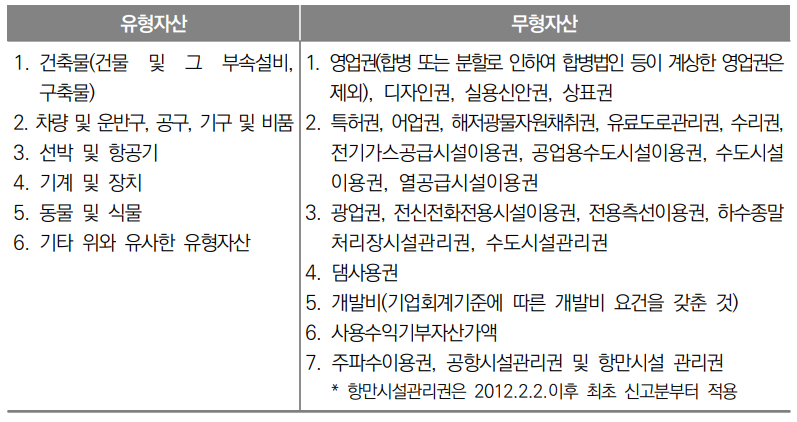 유형자산
무형자산
1. 건축물(건물 및 그 부속설비,
구축물)
2. 차량 및 운반구, 공구, 기구 및 비품
3. 선박 및 항공기
4. 기계 및 장치
5. 동물 및 식물
6. 기타 위와 유사한 유형자산
1. 영업권(합병 또는 분할로 인하여 합병법인 등이 계상한 영업권은
제외), 디자인권, 실용신안권, 상표권
2. 특허권, 어업권, 해저광물자원채취권, 유료도로관리권, 수리권,
전기가스공급시설이용권, 공업용수도시설이용권, 수도시설
이용권, 열공급시설이용권
3. 광업권, 전신전화전용시설이용권, 전용측선이용권, 하수종말
처리장시설관리권, 수도시설관리권
4. 댐사용권
5. 개발비(기업회계기준에 따른 개발비 요건을 갖춘 것)
6. 사용수익기부자산가액
7. 주파수이용권, 공항시설관리권 및 항만시설 관리권
* 항만시설관리권은 2012.2.2.이후 최초 신고분부터 적용